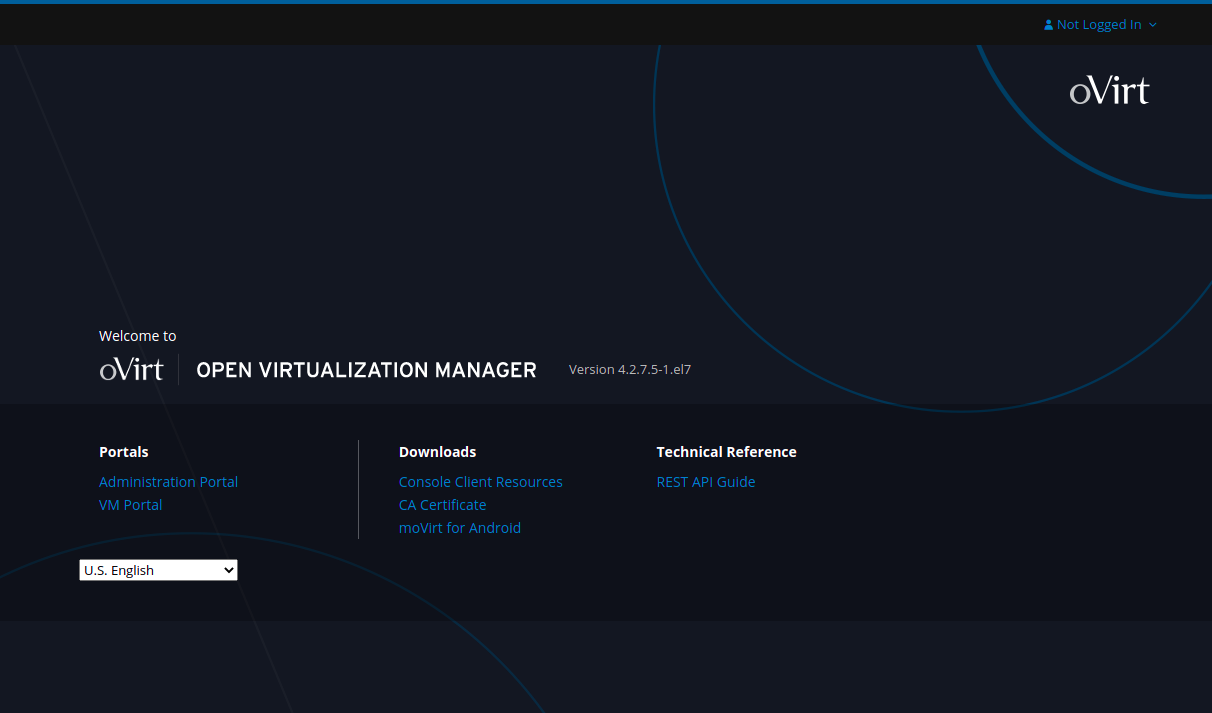 Not Logged In
oVirt
Welcome to
oVirt OPEN VIRTUALIZATION MANAGER Version 4.2.7.5-1.el7
Portals
Administration Portal
VM Portal
Downloads
Console Client Resources
CA Certificate
moVirt for Android
Technical Reference
REST API Guide
U.S. English